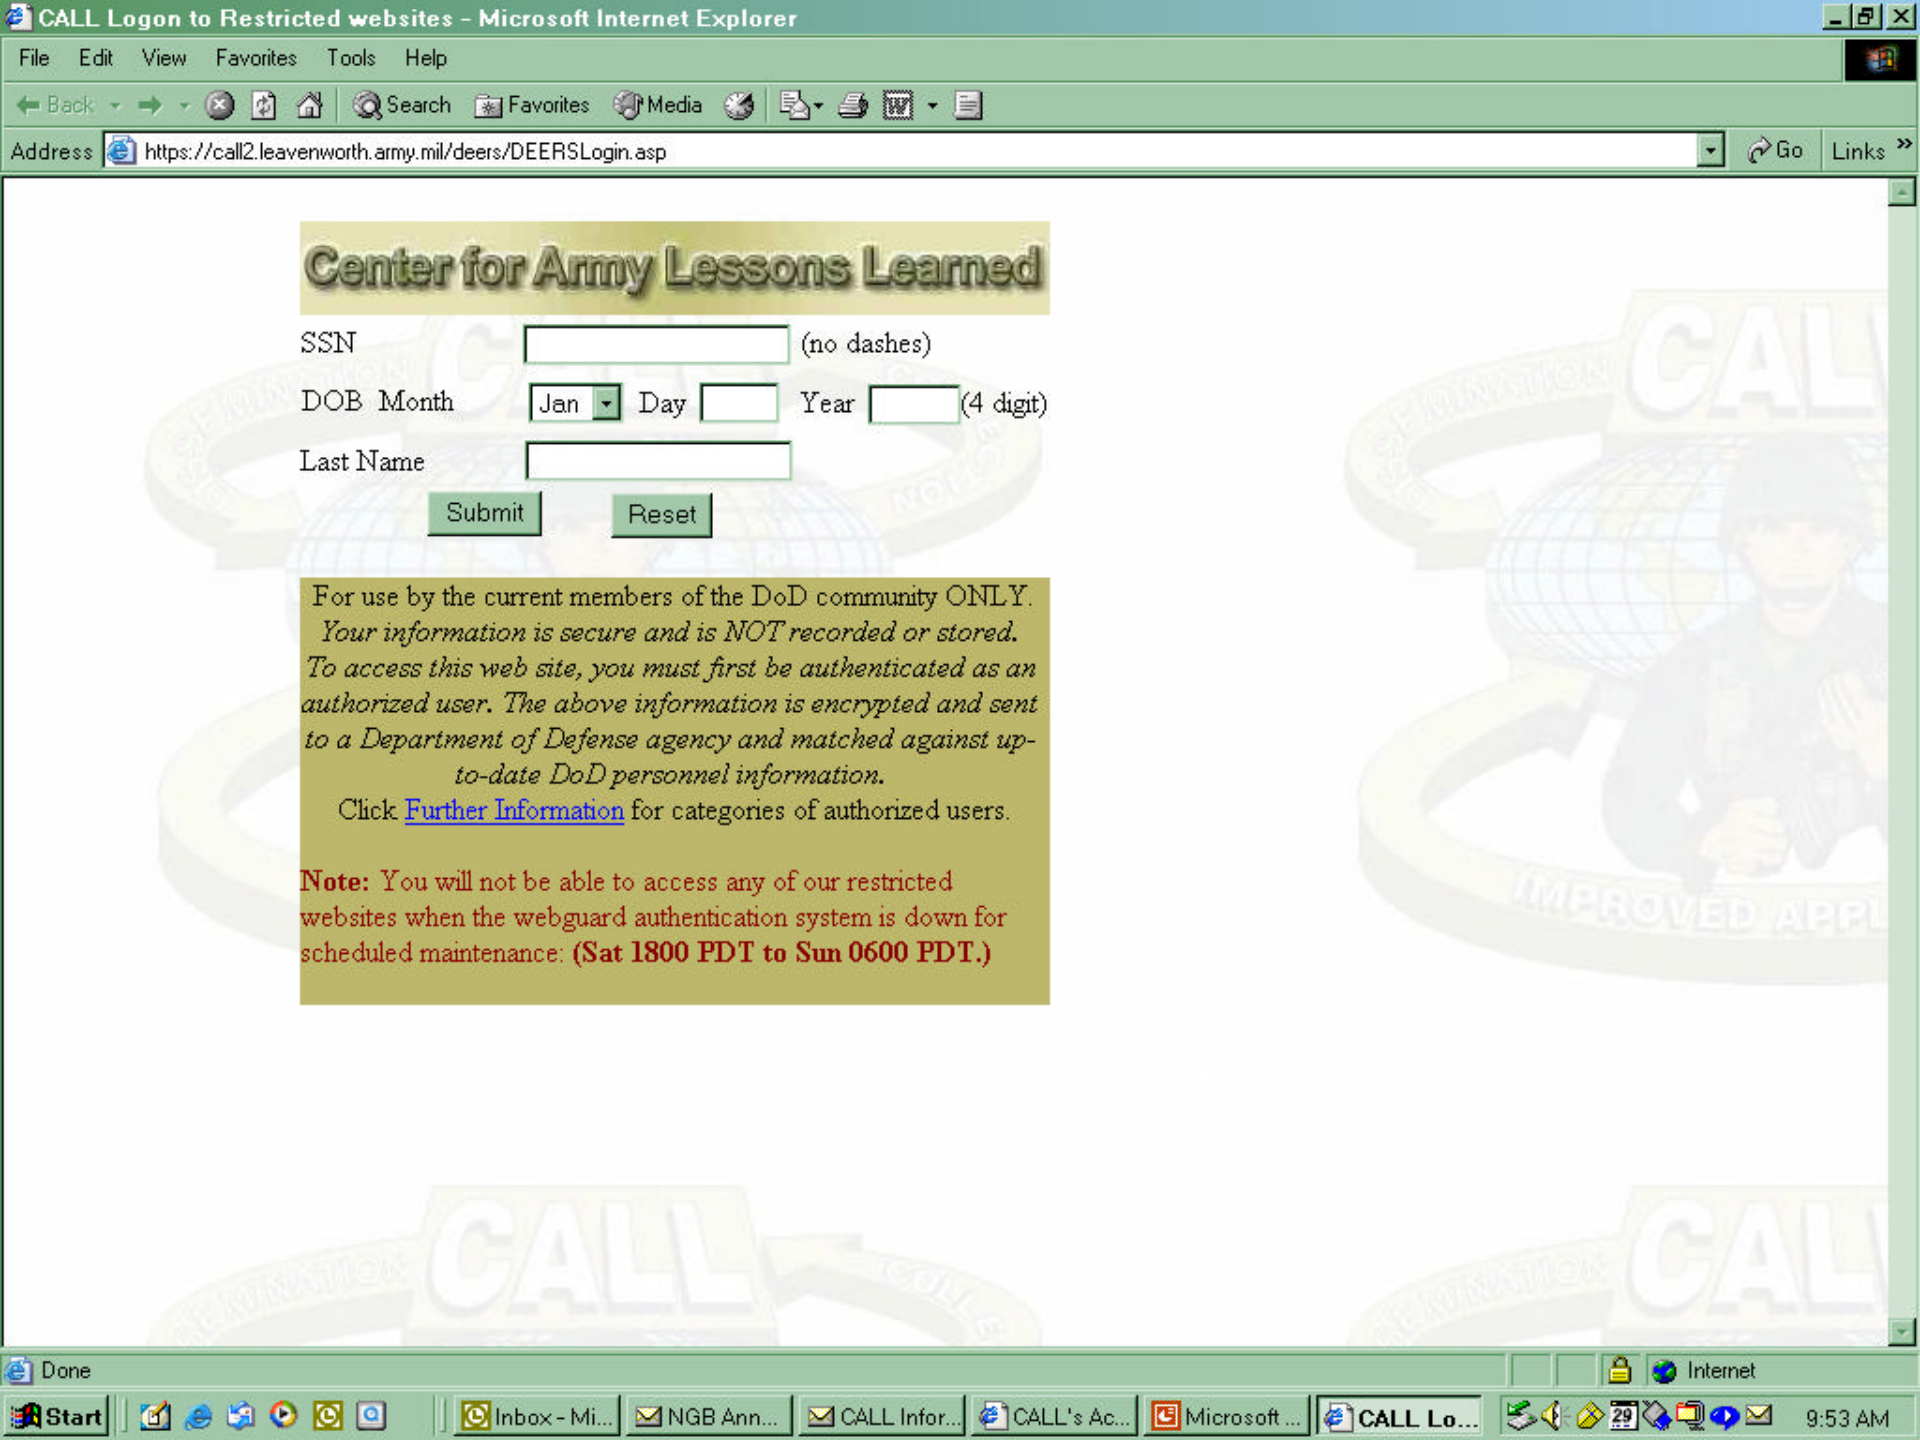 CALL Logon to Restricted websites - Microsoft Internet Explorer
File Edit View Favorites Tools Help
Back Search Favorites Media
Address https://call2.leavenworth.army.mil/deers/DEERSLogin.asp Go Links »
Center for Army Lessons Learned
SSN (no dashes)
DOB Month Jan Day Year (4 digit)
Last Name
Submit Reset
For use by the current members of the DoD community ONLY.
Your information is secure and is NOT recorded or stored.
To access this web site, you must first be authenticated as an
authorized user. The above information is encrypted and sent
to a Department of Defense agency and matched against up-
to-date DoD personnel information.
Click Further Information for categories of authorized users.
Note: You will not be able to access any of our restricted
websites when the webguard authentication system is down for
scheduled maintenance: (Sat 1800 PDT to Sun 0600 PDT.)
CALL
IMPROVED APPL
CALL
CALL
Done Internet
Start Inbox - Mi... NGB Ann... CALL Infor... CALL's Ac... Microsoft ... CALL Lo... 29 9:53 AM